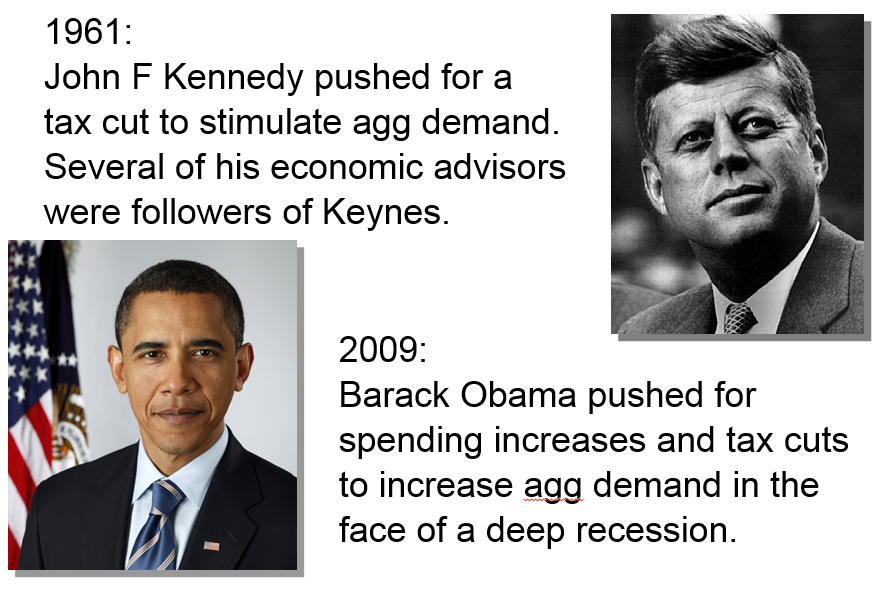 1961:
John F Kennedy pushed for a
tax cut to stimulate agg demand.
Several of his economic advisors
were followers of Keynes.
2009:
Barack Obama pushed for
spending increases and tax cuts
to increase agg demand in the
face of a deep recession.